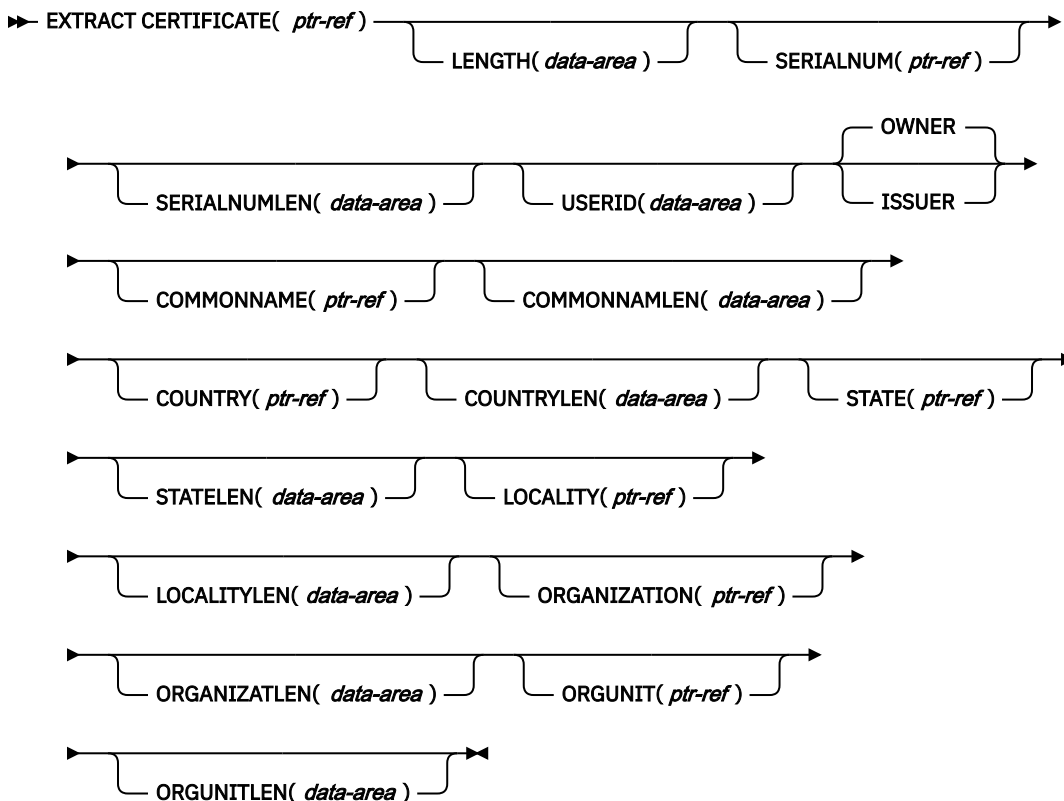 EXTRACT CERTIFICATE( ptr-ref )
LENGTH( data-area )
SERIALNUM( ptr-ref )
SERIALNUMLEN( data-area )
USERID( data-area )
OWNER
ISSUER
COMMONNAME( ptr-ref )
COMMONNAMLEN( data-area )
COUNTRY( ptr-ref )
COUNTRYLEN( data-area )
STATE( ptr-ref )
STATELEN( data-area )
LOCALITY( ptr-ref )
LOCALITYLEN( data-area )
ORGANIZATION( ptr-ref )
ORGANIZATLEN( data-area )
ORGUNIT( ptr-ref )
ORGUNITLEN( data-area )